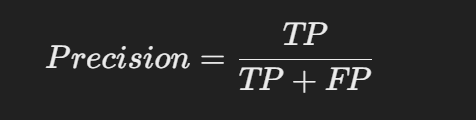 Precision = TP / TP + FP